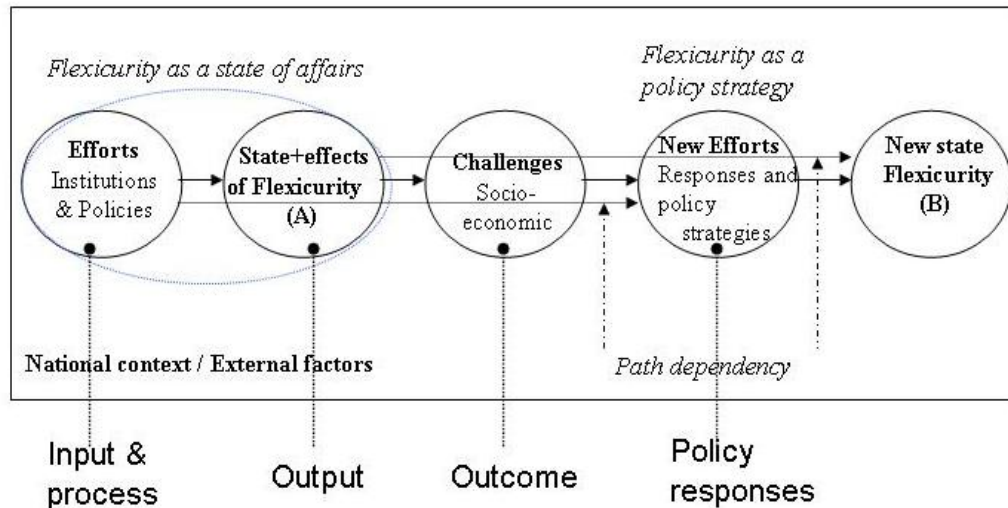 Flexicurity as a state of affairs
Flexicurity as a
policy strategy
Efforts
Institutions
& Policies
State+effects
of Flexicurity
(A)
Challenges
Socio-
economic
New Efforts
Responses and
policy
strategies
New state
Flexicurity
(B)
National context / External factors
Path dependency
Input &
process
Output
Outcome
Policy
responses